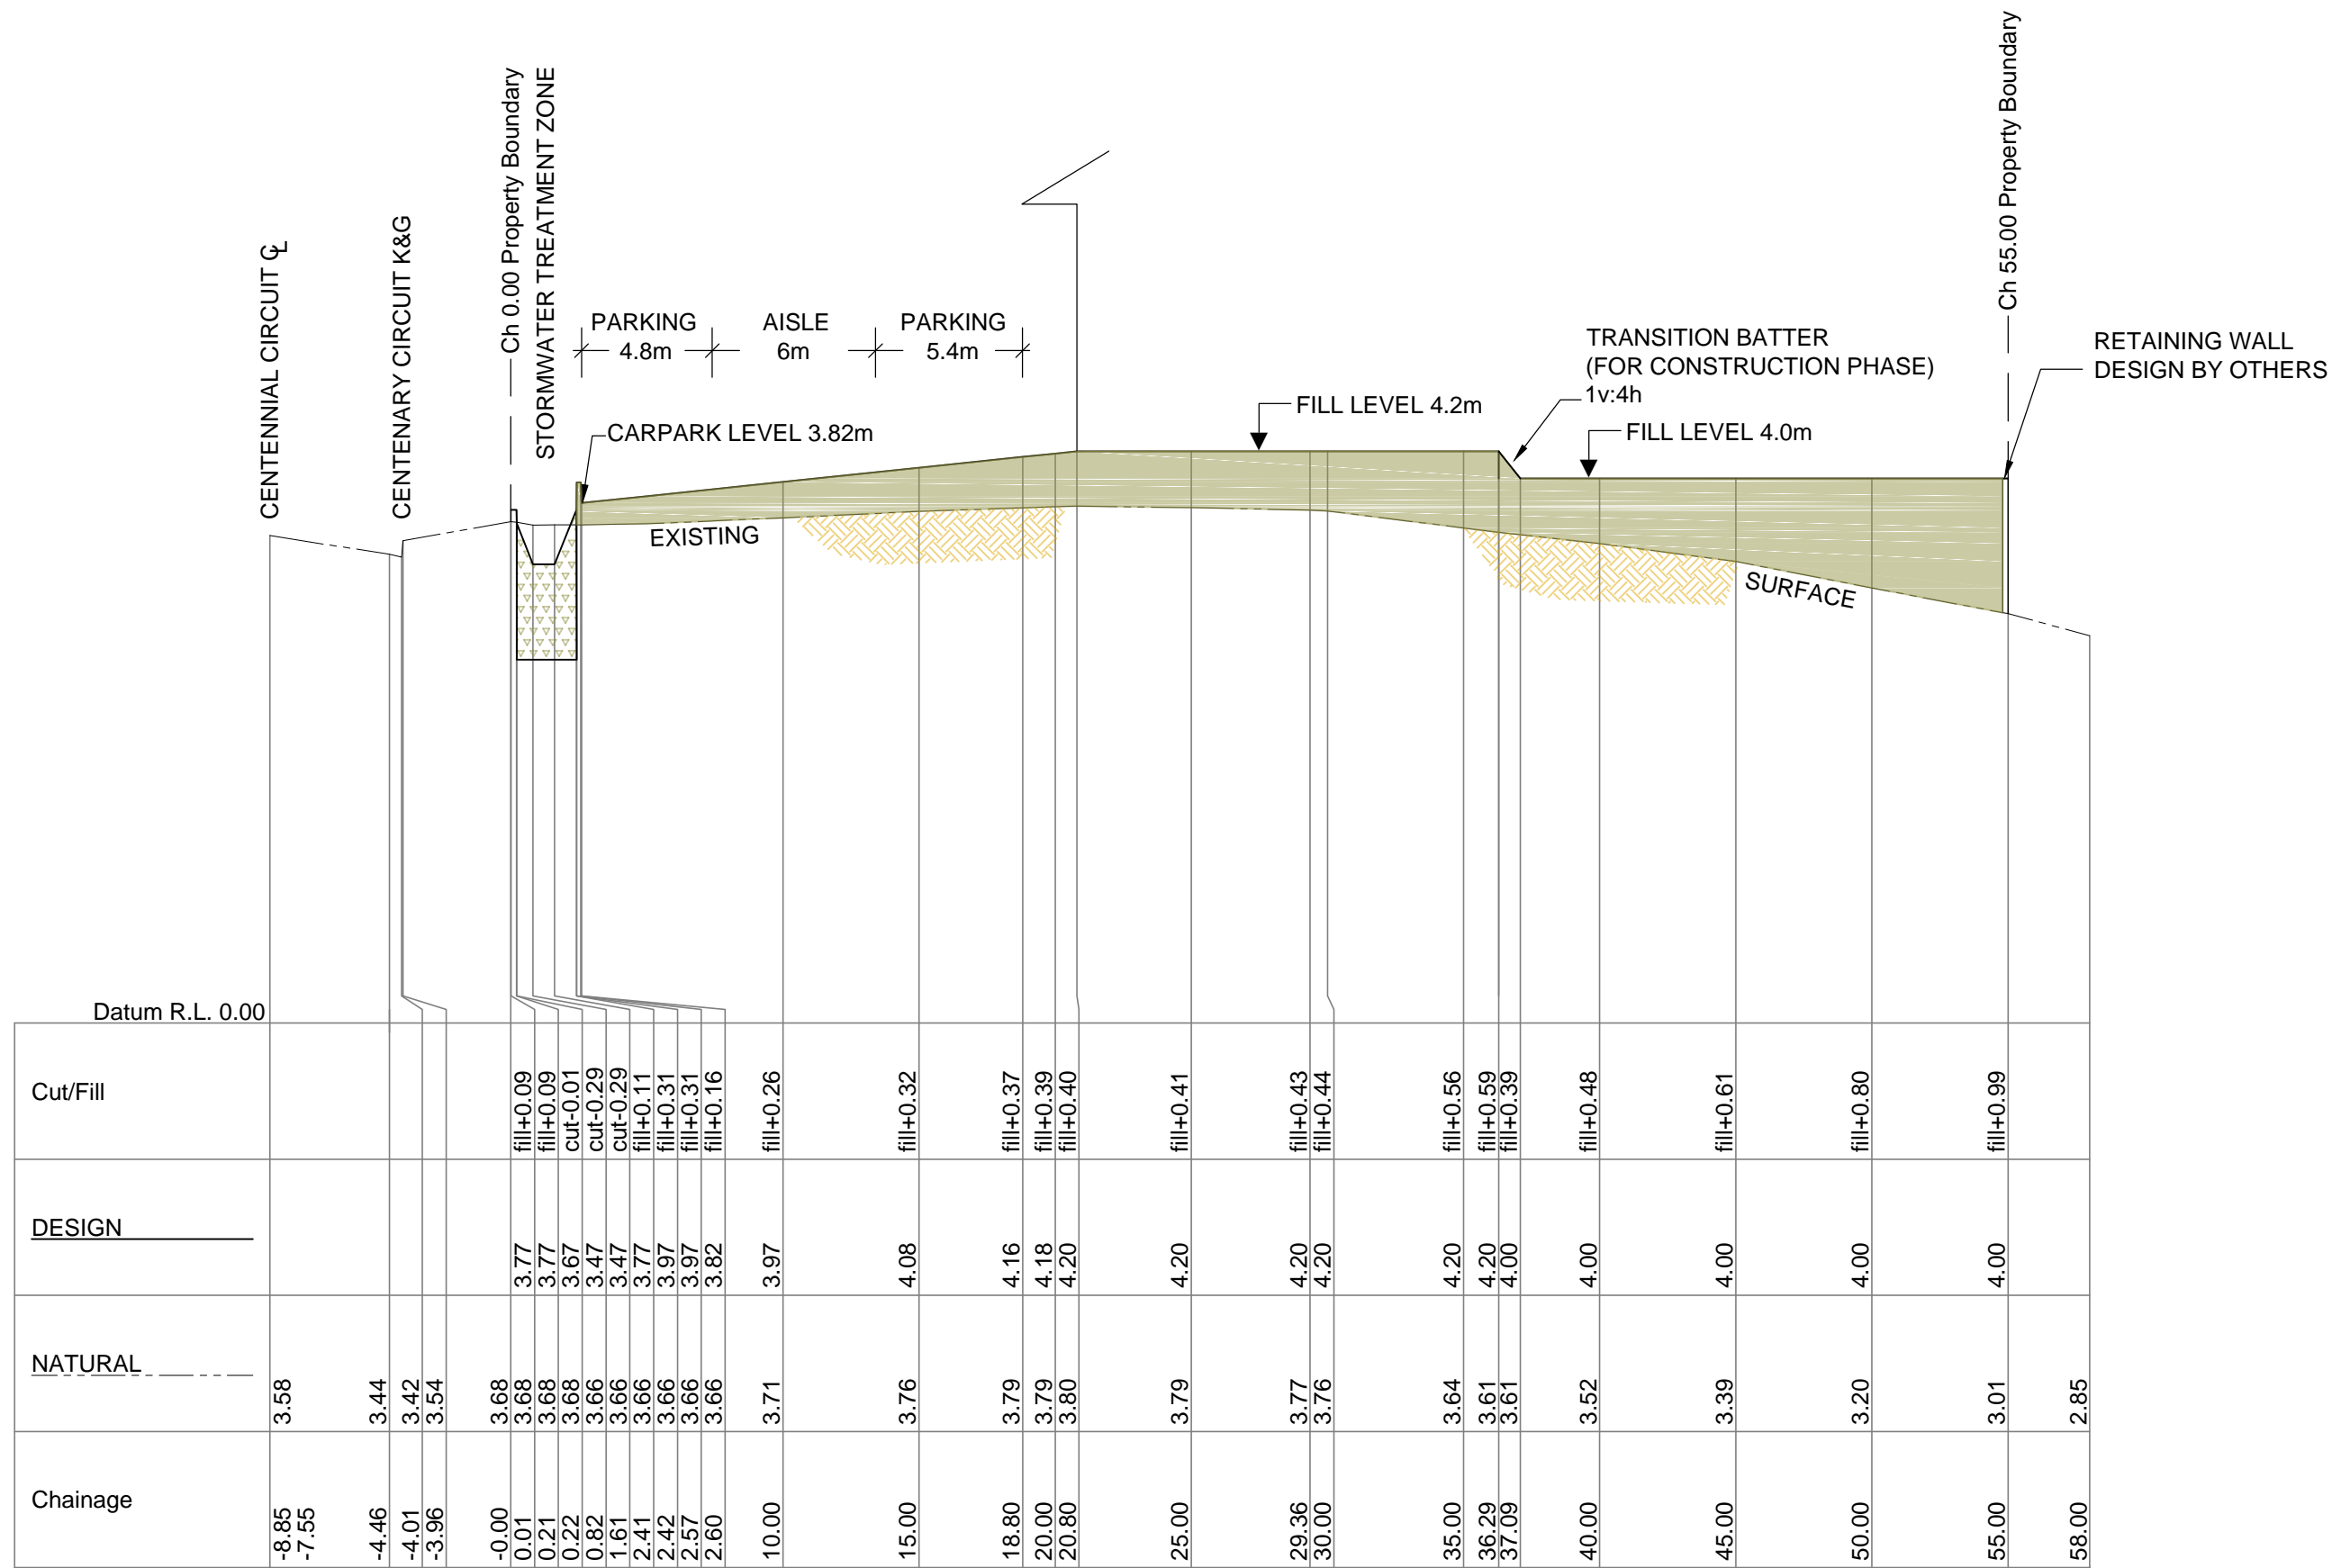 CENTENNIAL CIRCUIT ℄
CENTENARY CIRCUIT K&G
Ch 0.00 Property Boundary
STORMWATER TREATMENT ZONE
Ch 55.00 Property Boundary
PARKING
4.8m
AISLE
6m
PARKING
5.4m
TRANSITION BATTER
(FOR CONSTRUCTION PHASE)
1v:4h
RETAINING WALL
DESIGN BY OTHERS
FILL LEVEL 4.2m
CARPARK LEVEL 3.82m
FILL LEVEL 4.0m
EXISTING
SURFACE
Datum R.L. 0.00
Cut/Fill
fill+0.09
fill+0.09
cut-0.01
cut-0.29
cut-0.29
fill+0.11
fill+0.31
fill+0.31
fill+0.16
fill+0.26
fill+0.32
fill+0.37
fill+0.39
fill+0.40
fill+0.41
fill+0.43
fill+0.44
fill+0.56
fill+0.59
fill+0.39
fill+0.48
fill+0.61
fill+0.80
fill+0.99
DESIGN
3.77
3.77
3.67
3.47
3.47
3.77
3.97
3.97
3.82
3.97
4.08
4.16
4.18
4.20
4.20
4.20
4.20
4.20
4.20
4.00
4.00
4.00
4.00
4.00
NATURAL
3.58
3.44
3.42
3.54
3.68
3.68
3.68
3.68
3.66
3.66
3.66
3.66
3.66
3.66
3.71
3.76
3.79
3.79
3.80
3.79
3.77
3.76
3.64
3.61
3.61
3.52
3.39
3.20
3.01
2.85
Chainage
-8.85
-7.55
-4.46
-4.01
-3.96
-0.00
0.01
0.21
0.22
0.82
1.61
2.41
2.42
2.57
2.60
10.00
15.00
18.80
20.00
20.80
25.00
29.36
30.00
35.00
36.29
37.09
40.00
45.00
50.00
55.00
58.00